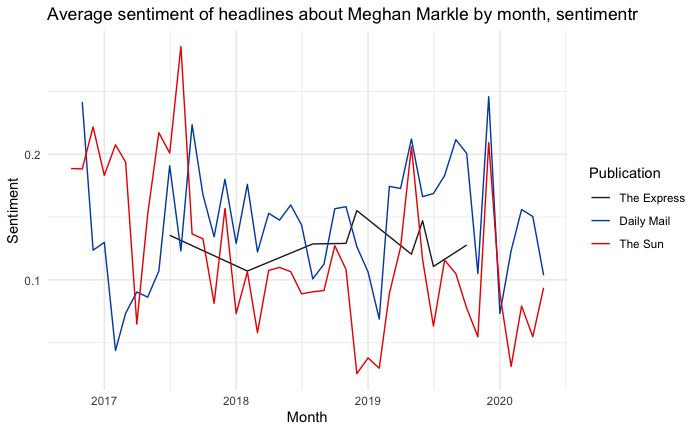 Average sentiment of headlines about Meghan Markle by month, sentimentr
0.2
0.1
Sentiment
2017 2018 2019 2020
Month
Publication
The Express
Daily Mail
The Sun